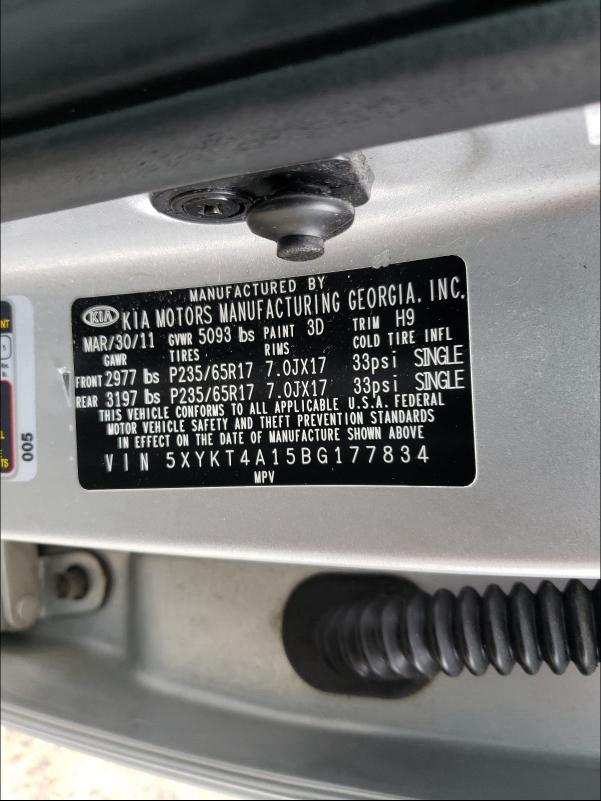 MANUFACTURED BY
KIA KIA MOTORS MANUFACTURING GEORGIA, INC.
MAR/30/11 GVWR 5093 lbs PAINT 3D TRIM H9
GAWR TIRES RIMS COLD TIRE INFL
FRONT 2977 lbs P235/65R17 7.0JX17 33psi SINGLE
REAR 3197 lbs P235/65R17 7.0JX17 33psi SINGLE
THIS VEHICLE CONFORMS TO ALL APPLICABLE U.S.A. FEDERAL
MOTOR VEHICLE SAFETY AND THEFT PREVENTION STANDARDS
IN EFFECT ON THE DATE OF MANUFACTURE SHOWN ABOVE
VIN 5XYKT4A15BG177834
MPV
005